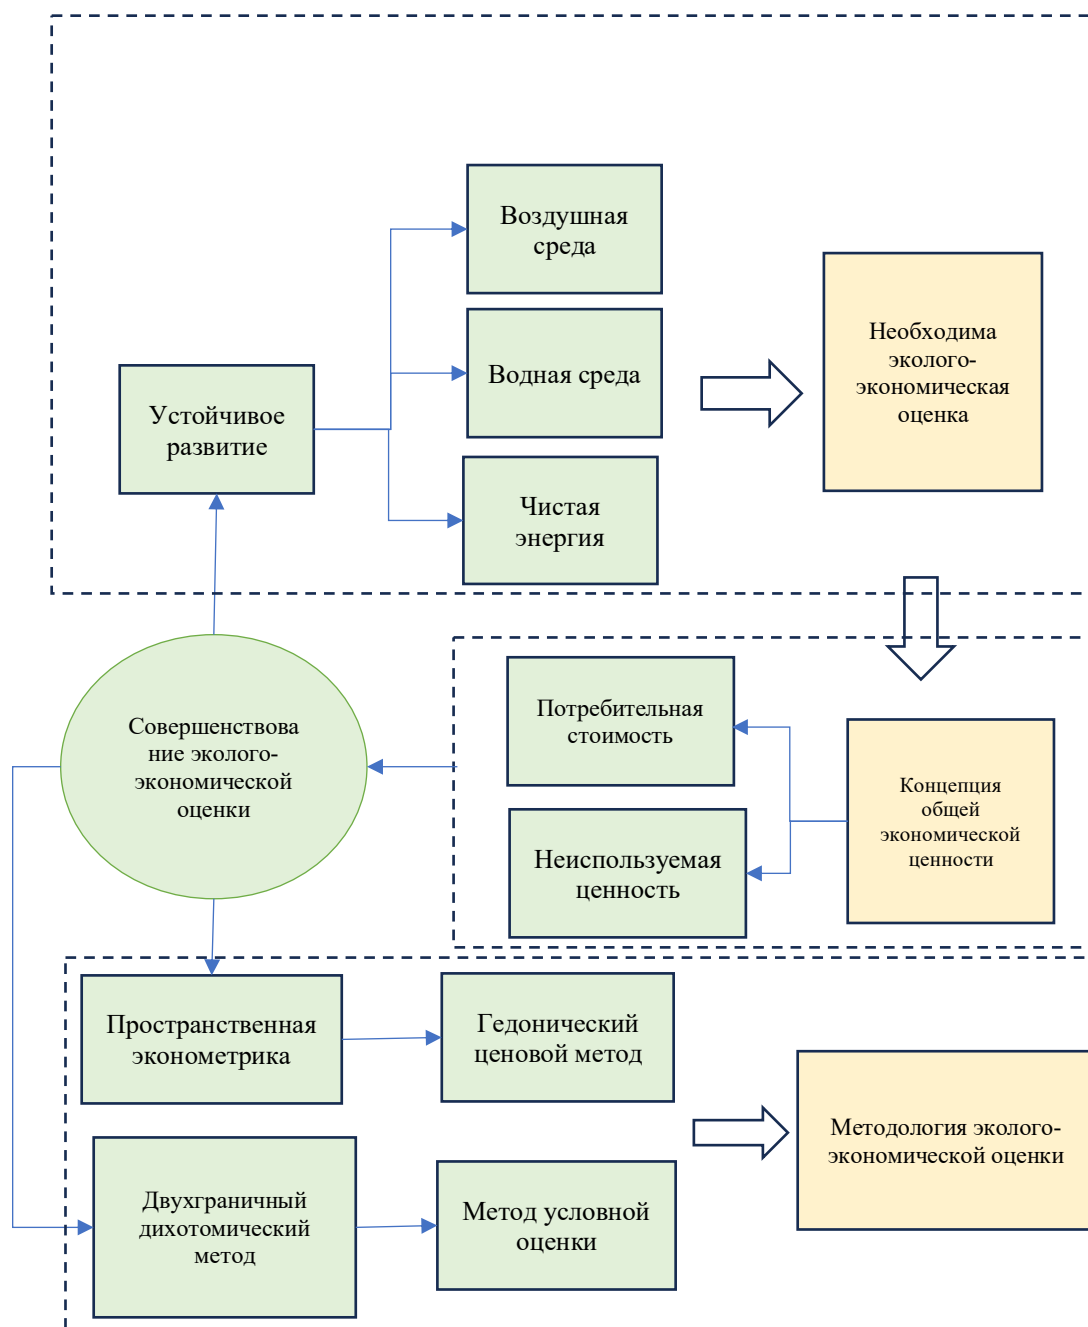 Воздушная
среда
Необходима
эколого-
экономическая
оценка
Водная среда
Устойчивое
развитие
Чистая
энергия
Совершенствова
ние эколого-
экономической
оценки
Потребительная
стоимость
Концепция
общей
экономической
ценности
Неиспользуемая
ценность
Пространственная
эконометрика
Гедонический
ценовой метод
Методология эколого-
экономической оценки
Двухграничный
дихотомический
метод
Метод условной
оценки